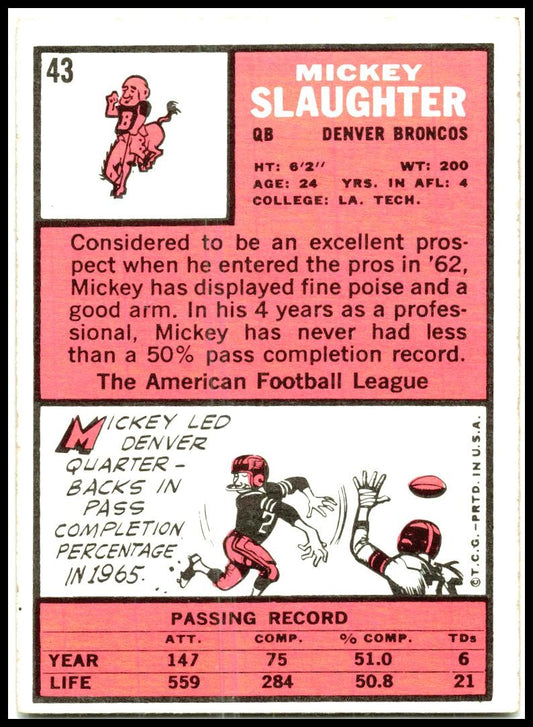 43
MICKEY
SLAUGHTER
QB DENVER BRONCOS
HT: 6'2" WT: 200
AGE: 24 YRS. IN AFL: 4
COLLEGE: LA. TECH.
Considered to be an excellent pros-
pect when he entered the pros in '62,
Mickey has displayed fine poise and a
good arm. In his 4 years as a profes-
sional, Mickey has never had less
than a 50% pass completion record.
The American Football League
MICKEY LED
DENVER
QUARTER-
BACKS IN
PASS
COMPLETION
PERCENTAGE
IN 1965.
2
©T.C.G.-PRTD. IN U.S.A.
PASSING RECORD
ATT. COMP. % COMP. TDs
YEAR 147 75 51.0 6
LIFE 559 284 50.8 21